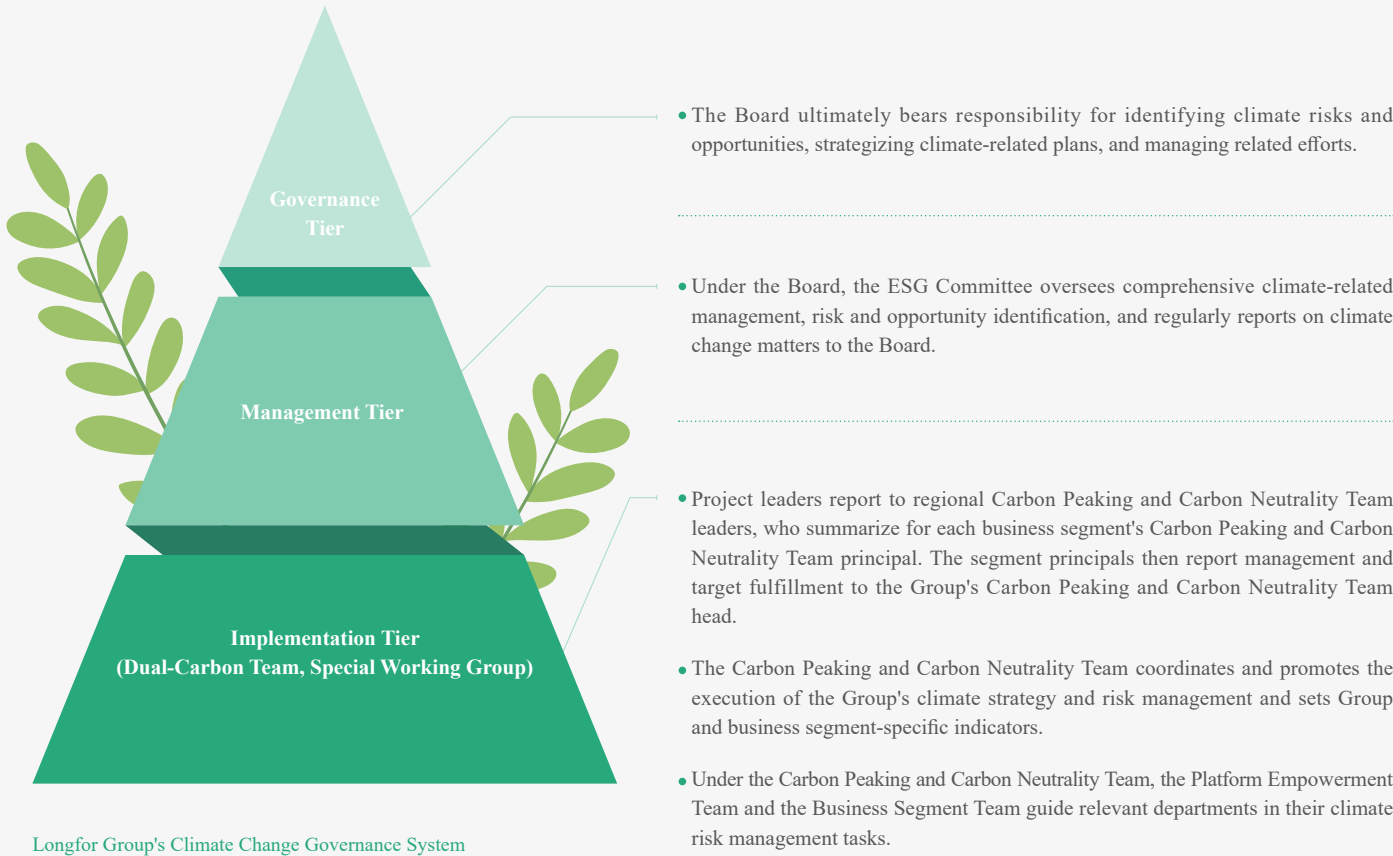 Governance
Tier
Management Tier
Implementation Tier
(Dual-Carbon Team, Special Working Group)
Longfor Group's Climate Change Governance System
The Board ultimately bears responsibility for identifying climate risks and
opportunities, strategizing climate-related plans, and managing related efforts.
Under the Board, the ESG Committee oversees comprehensive climate-related
management, risk and opportunity identification, and regularly reports on climate
change matters to the Board.
Project leaders report to regional Carbon Peaking and Carbon Neutrality Team
leaders, who summarize for each business segment's Carbon Peaking and Carbon
Neutrality Team principal. The segment principals then report management and
target fulfillment to the Group's Carbon Peaking and Carbon Neutrality Team
head.
The Carbon Peaking and Carbon Neutrality Team coordinates and promotes the
execution of the Group's climate strategy and risk management and sets Group
and business segment-specific indicators.
Under the Carbon Peaking and Carbon Neutrality Team, the Platform Empowerment
Team and the Business Segment Team guide relevant departments in their climate
risk management tasks.